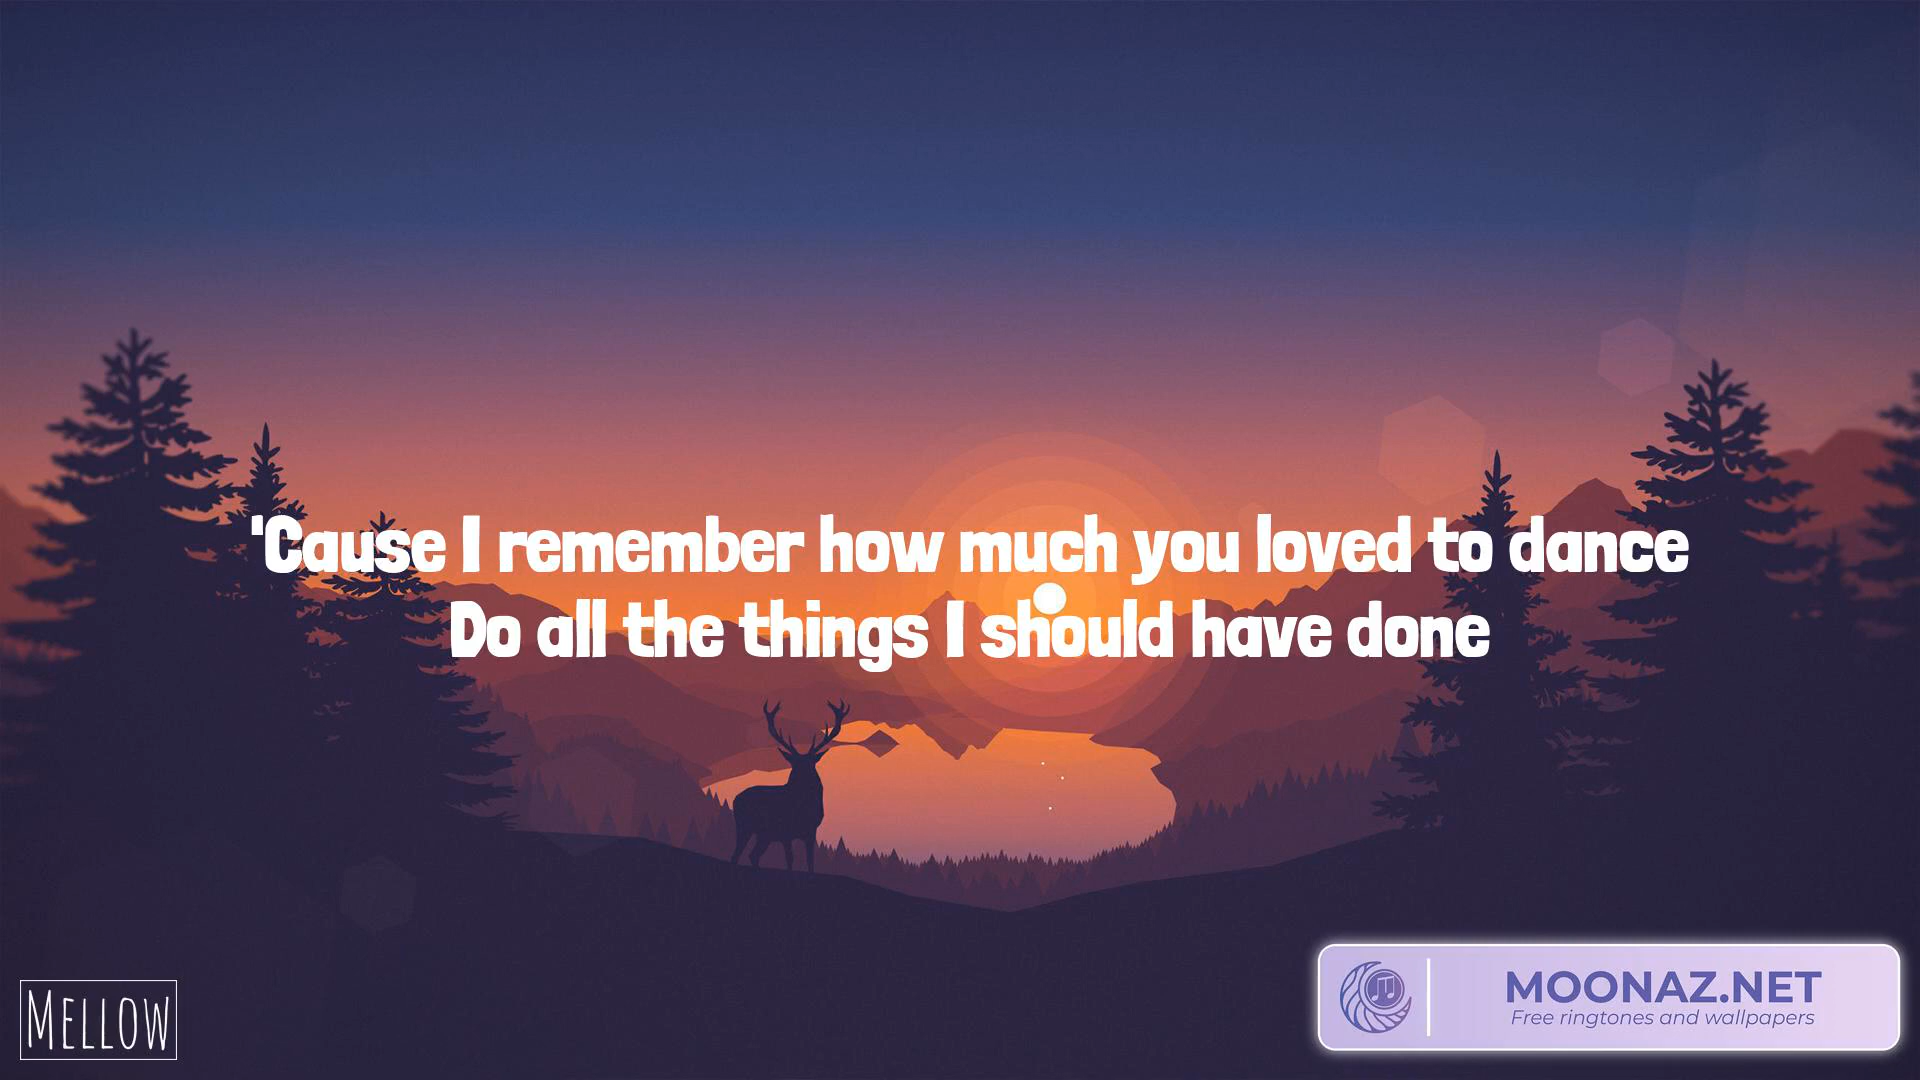 'Cause I remember how much you loved to dance
Do all the things I should have done
MELLOW
MOONAZ.NET
Free ringtones and wallpapers